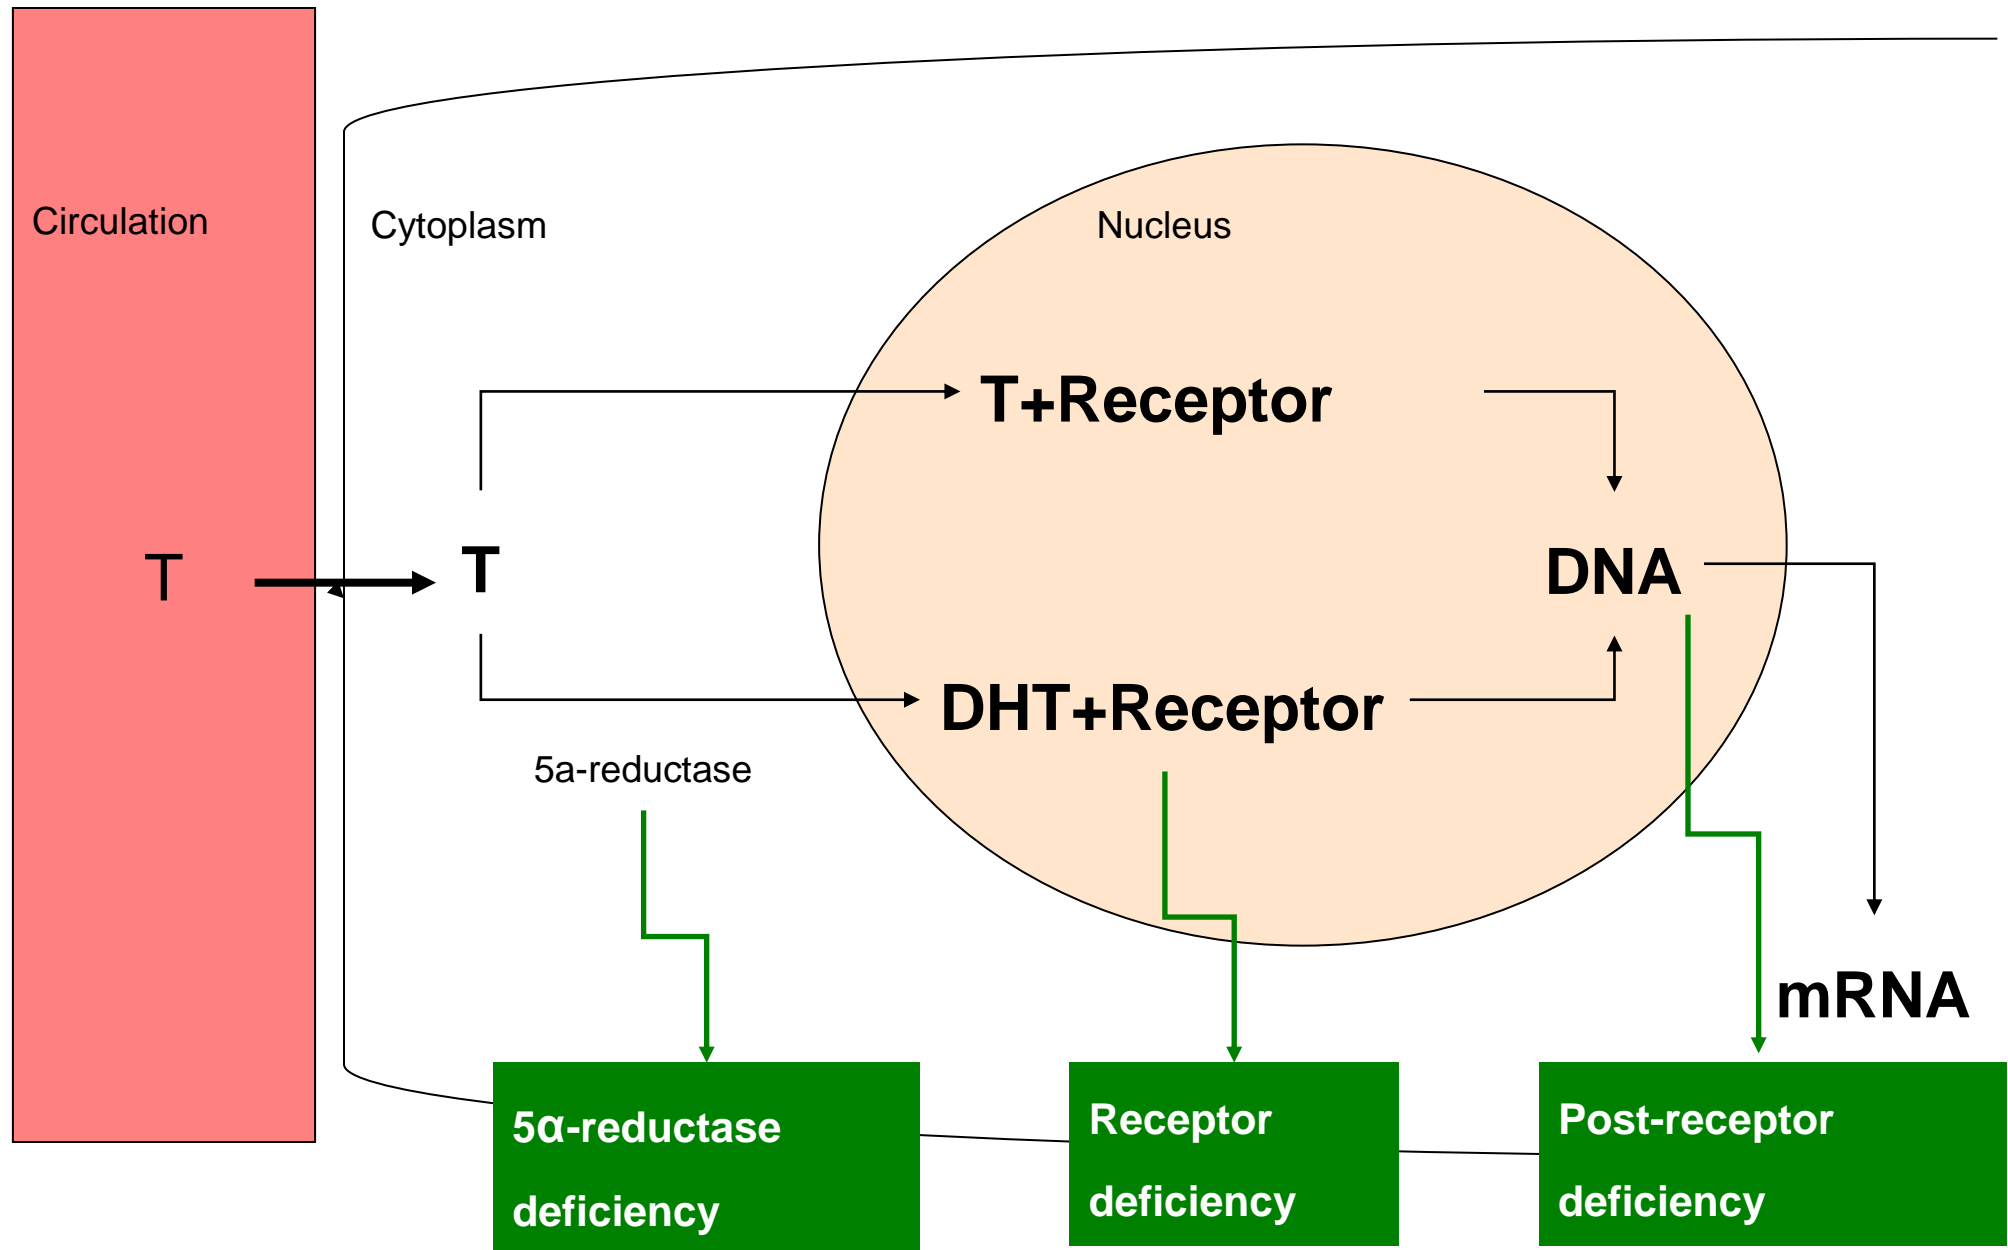 Circulation
Cytoplasm
Nucleus
T+Receptor
T
T
DNA
DHT+Receptor
5a-reductase
mRNA
5α-reductase
deficiency
Receptor
deficiency
Post-receptor
deficiency